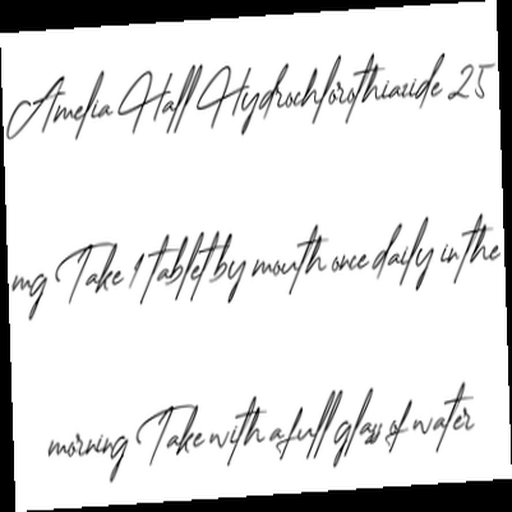 Amelia Hall Hydrochlorothiazide 25
mg Take 1 tablet by mouth once daily in the
morning Take with a full glass of water